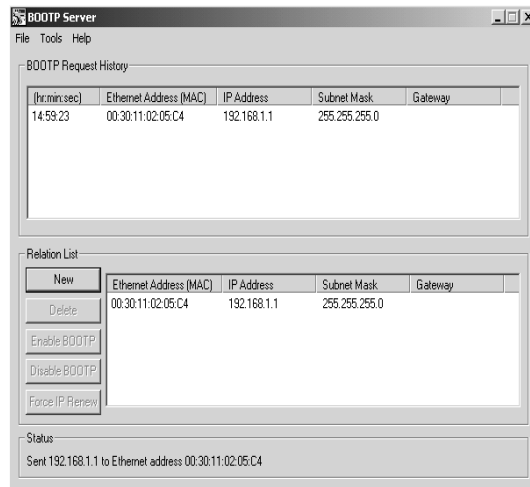 BOOTP Server
File Tools Help
BOOTP Request History
(hr:min:sec) Ethernet Address (MAC) IP Address Subnet Mask Gateway
14:59:23 00:30:11:02:05:C4 192.168.1.1 255.255.255.0
Relation List
New
Delete
Enable BOOTP
Disable BOOTP
Force IP Renew
Ethernet Address (MAC) IP Address Subnet Mask Gateway
00:30:11:02:05:C4 192.168.1.1 255.255.255.0
Status
Sent 192.168.1.1 to Ethernet address 00:30:11:02:05:C4